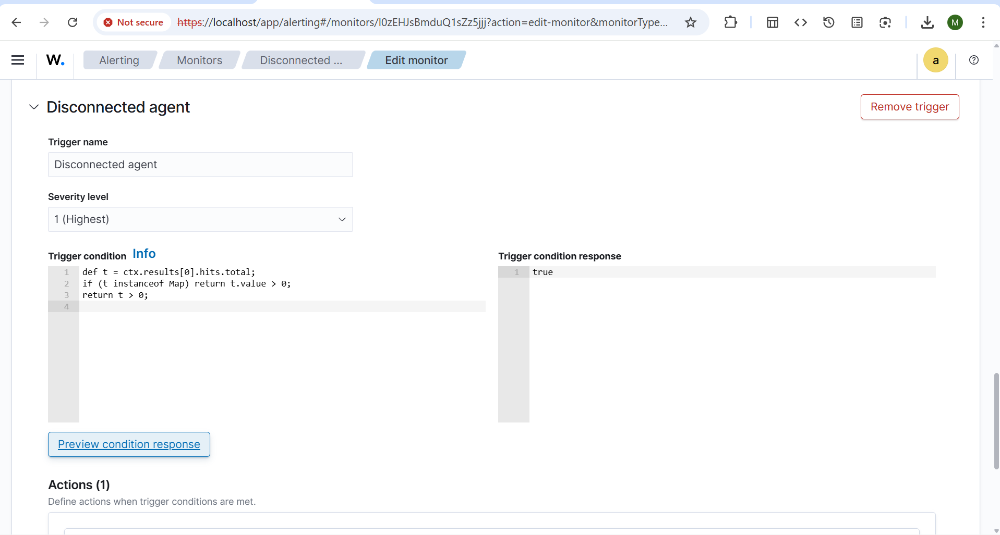 Not secure
https://localhost/app/alerting#/monitors/I0zEHJsBmduQ1sZz5jjj?action=edit-monitor&monitorType...
M
W.
Alerting
Monitors
Disconnected ...
Edit monitor
a
Disconnected agent
Remove trigger
Trigger name
Disconnected agent
Severity level
1 (Highest)
Trigger condition Info
1 def t = ctx.results[0].hits.total;
2 if (t instanceof Map) return t.value > 0;
3 return t > 0;
4
Trigger condition response
1 true
Preview condition response
Actions (1)
Define actions when trigger conditions are met.